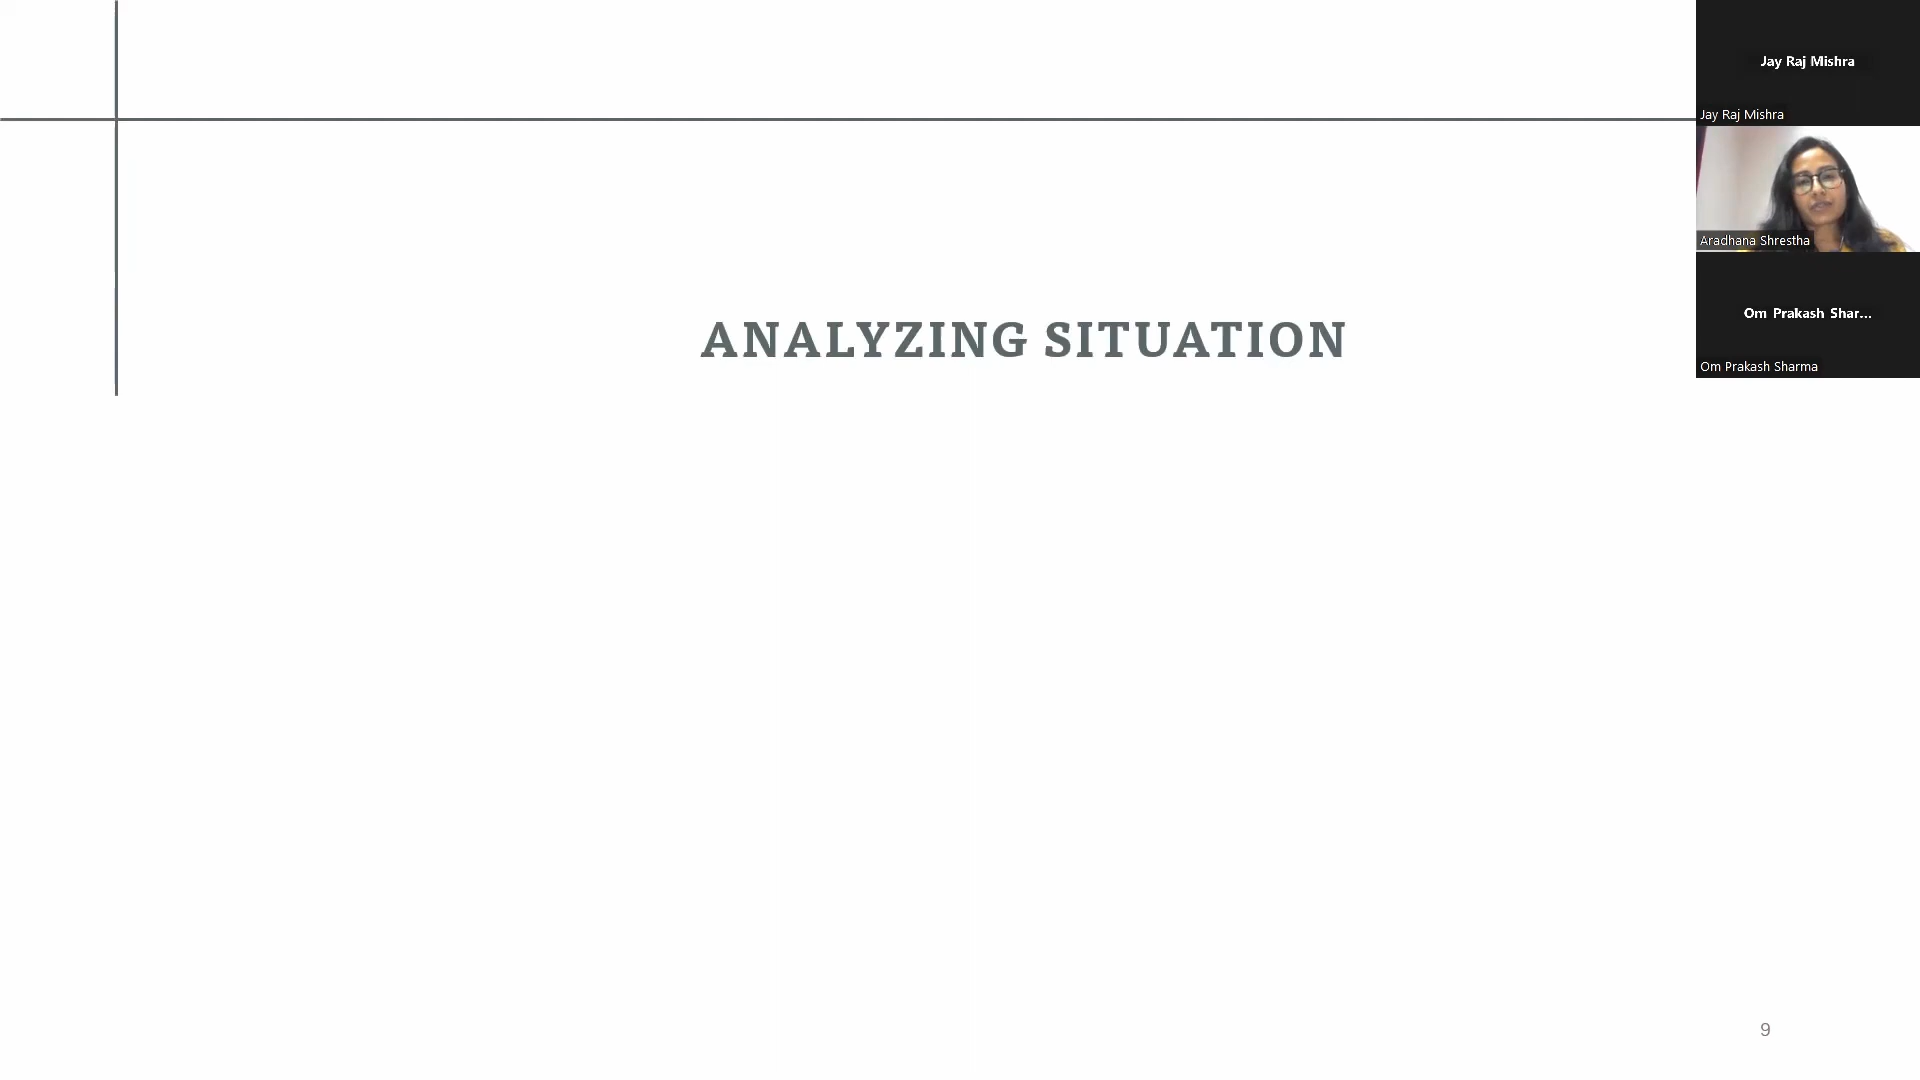 Jay Raj Mishra
Jay Raj Mishra
Aradhana Shrestha
ANALYZING SITUATION
Om Prakash Shar...
Om Prakash Sharma
9